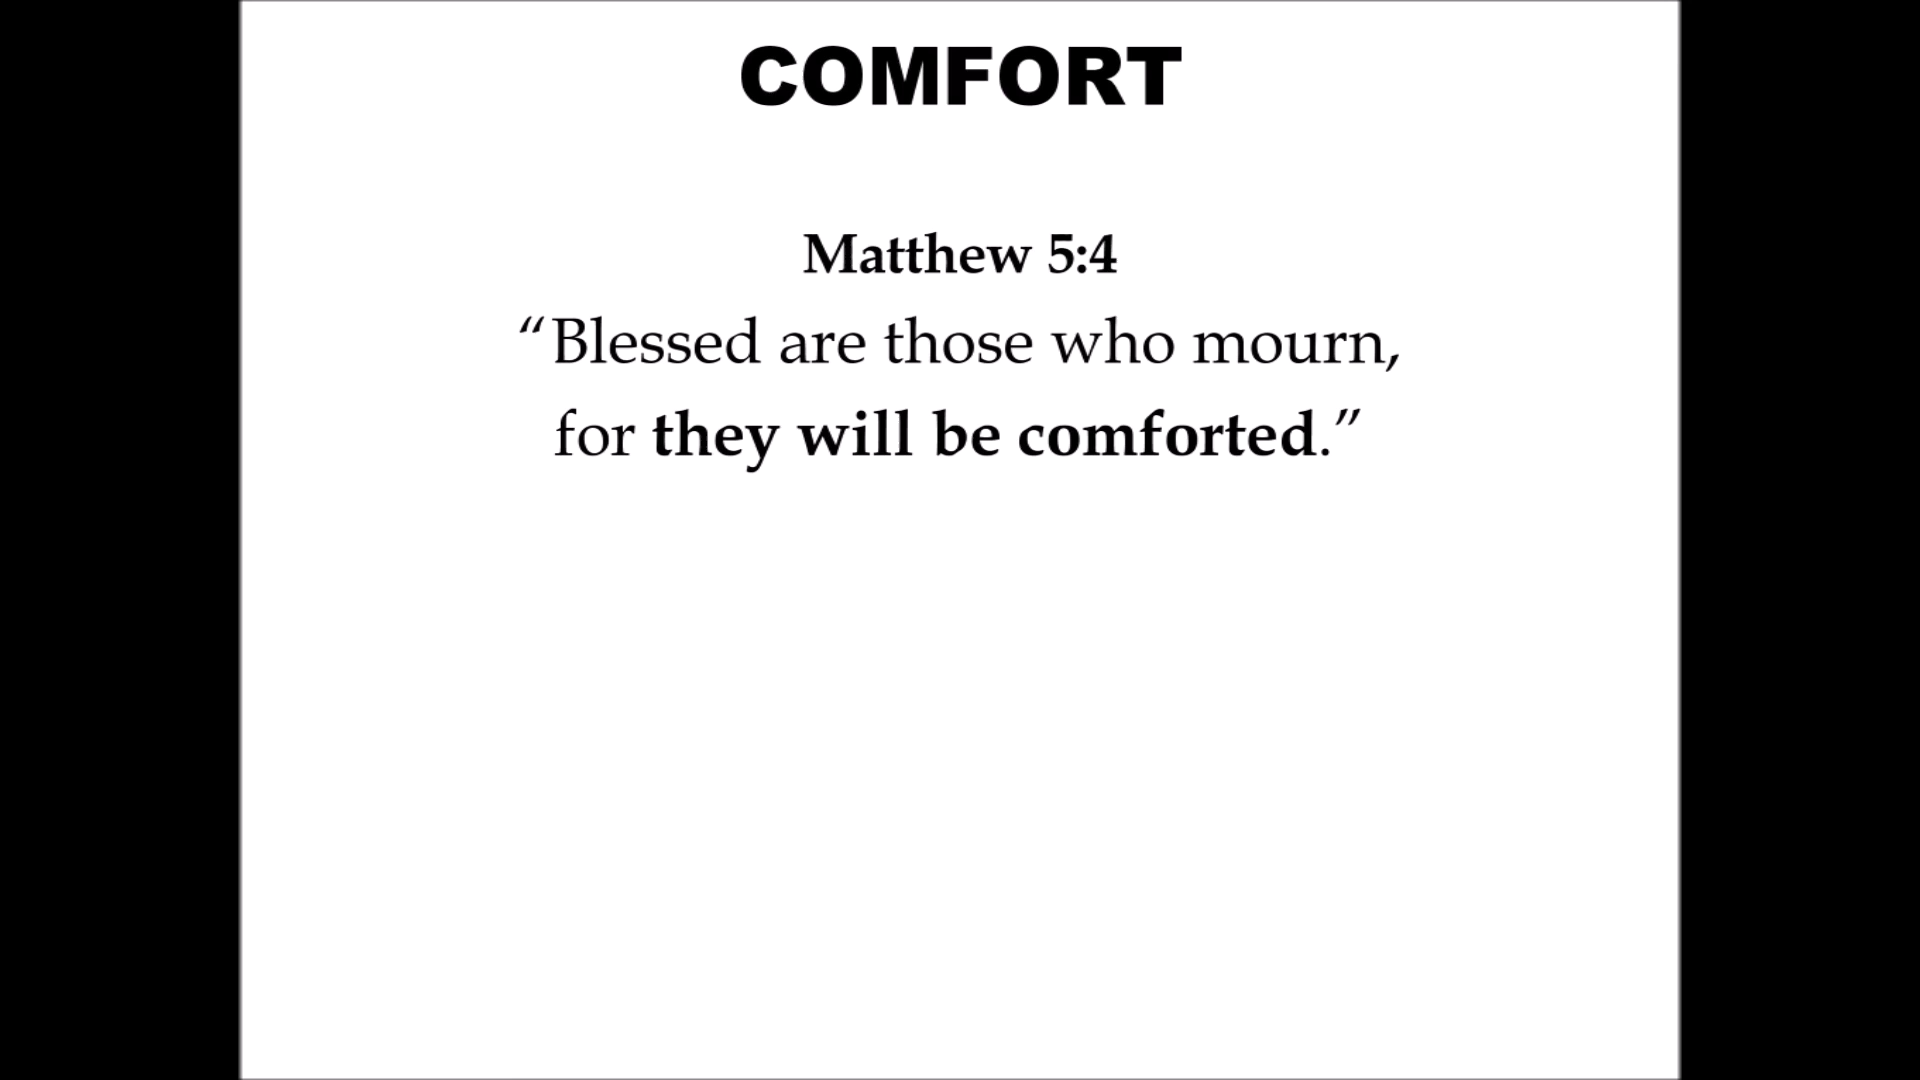 COMFORT
Matthew 5:4
“Blessed are those who mourn,
for they will be comforted.”